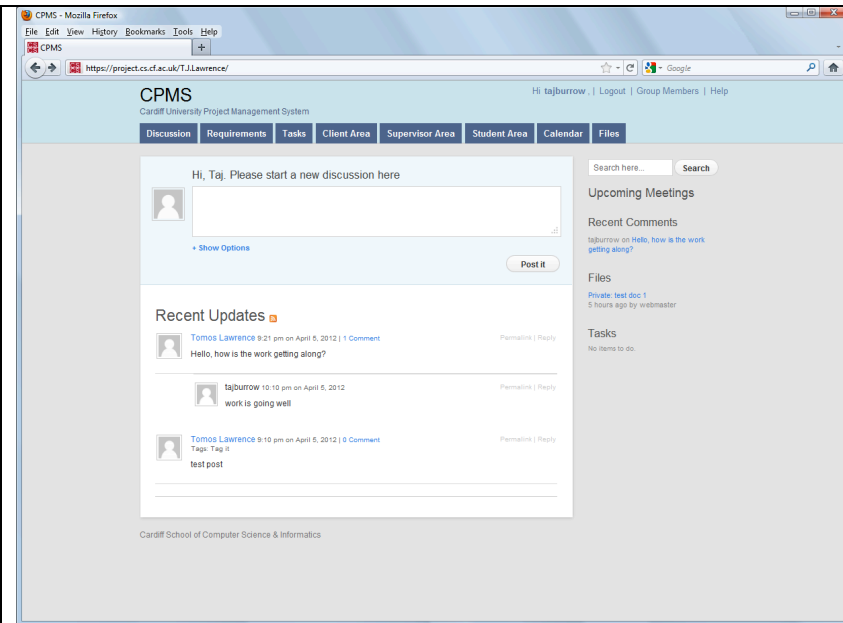 CPMS - Mozilla Firefox
File Edit View History Bookmarks Tools Help
CPMS
+
https://project.cs.cf.ac.uk/T.J.Lawrence/
Google
CPMS
Hi tajburrow , | Logout | Group Members | Help
Cardiff University Project Management System
Discussion Requirements Tasks Client Area Supervisor Area Student Area Calendar Files
Hi, Taj. Please start a new discussion here
+ Show Options
Post it
Recent Updates
Tomos Lawrence 9:21 pm on April 5, 2012 | 1 Comment
Permalink | Reply
Hello, how is the work getting along?
tajburrow 10:10 pm on April 5, 2012
Permalink | Reply
work is going well
Tomos Lawrence 9:10 pm on April 5, 2012 | 0 Comment
Permalink | Reply
Tags: Tag it
test post
Search here... Search
Upcoming Meetings
Recent Comments
tajburrow on Hello, how is the work
getting along?
Files
Private: test doc 1
5 hours ago by webmaster
Tasks
No items to do.
Cardiff School of Computer Science & Informatics